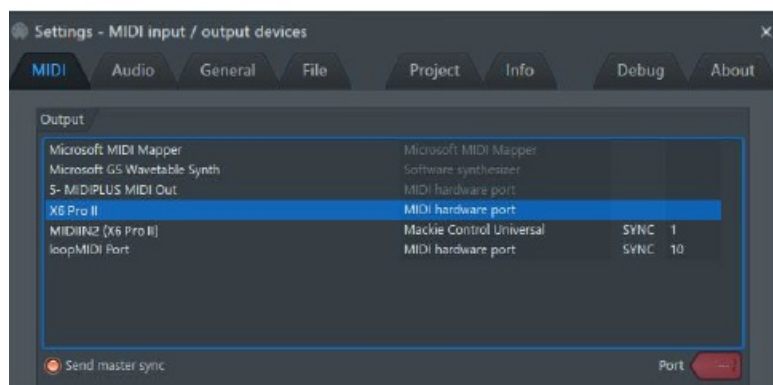 Settings - MIDI input / output devices
MIDI Audio General File Project Info Debug About
Output
Microsoft MIDI Mapper Microsoft MIDI Mapper
Microsoft GS Wavetable Synth Software synthesizer
5- MIDIPLUS MIDI Out MIDI hardware port
X6 Pro II MIDI hardware port
MIDIIN2 (X6 Pro II) Mackie Control Universal SYNC 1
loopMIDI Port MIDI hardware port SYNC 10
Send master sync Port